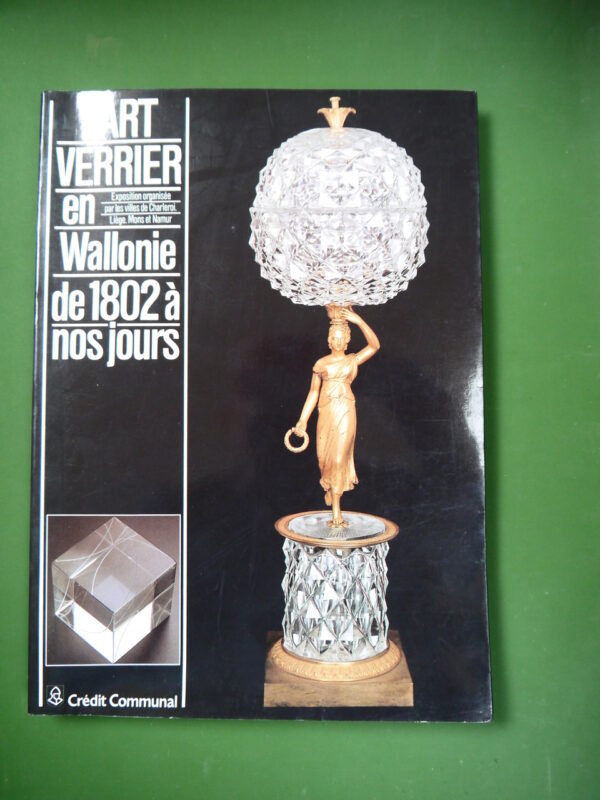 L'ART
VERRIER
en
Exposition organisée
par les villes de Charleroi,
Liège, Mons et Namur
Wallonie
de 1802 à
nos jours
Crédit Communal